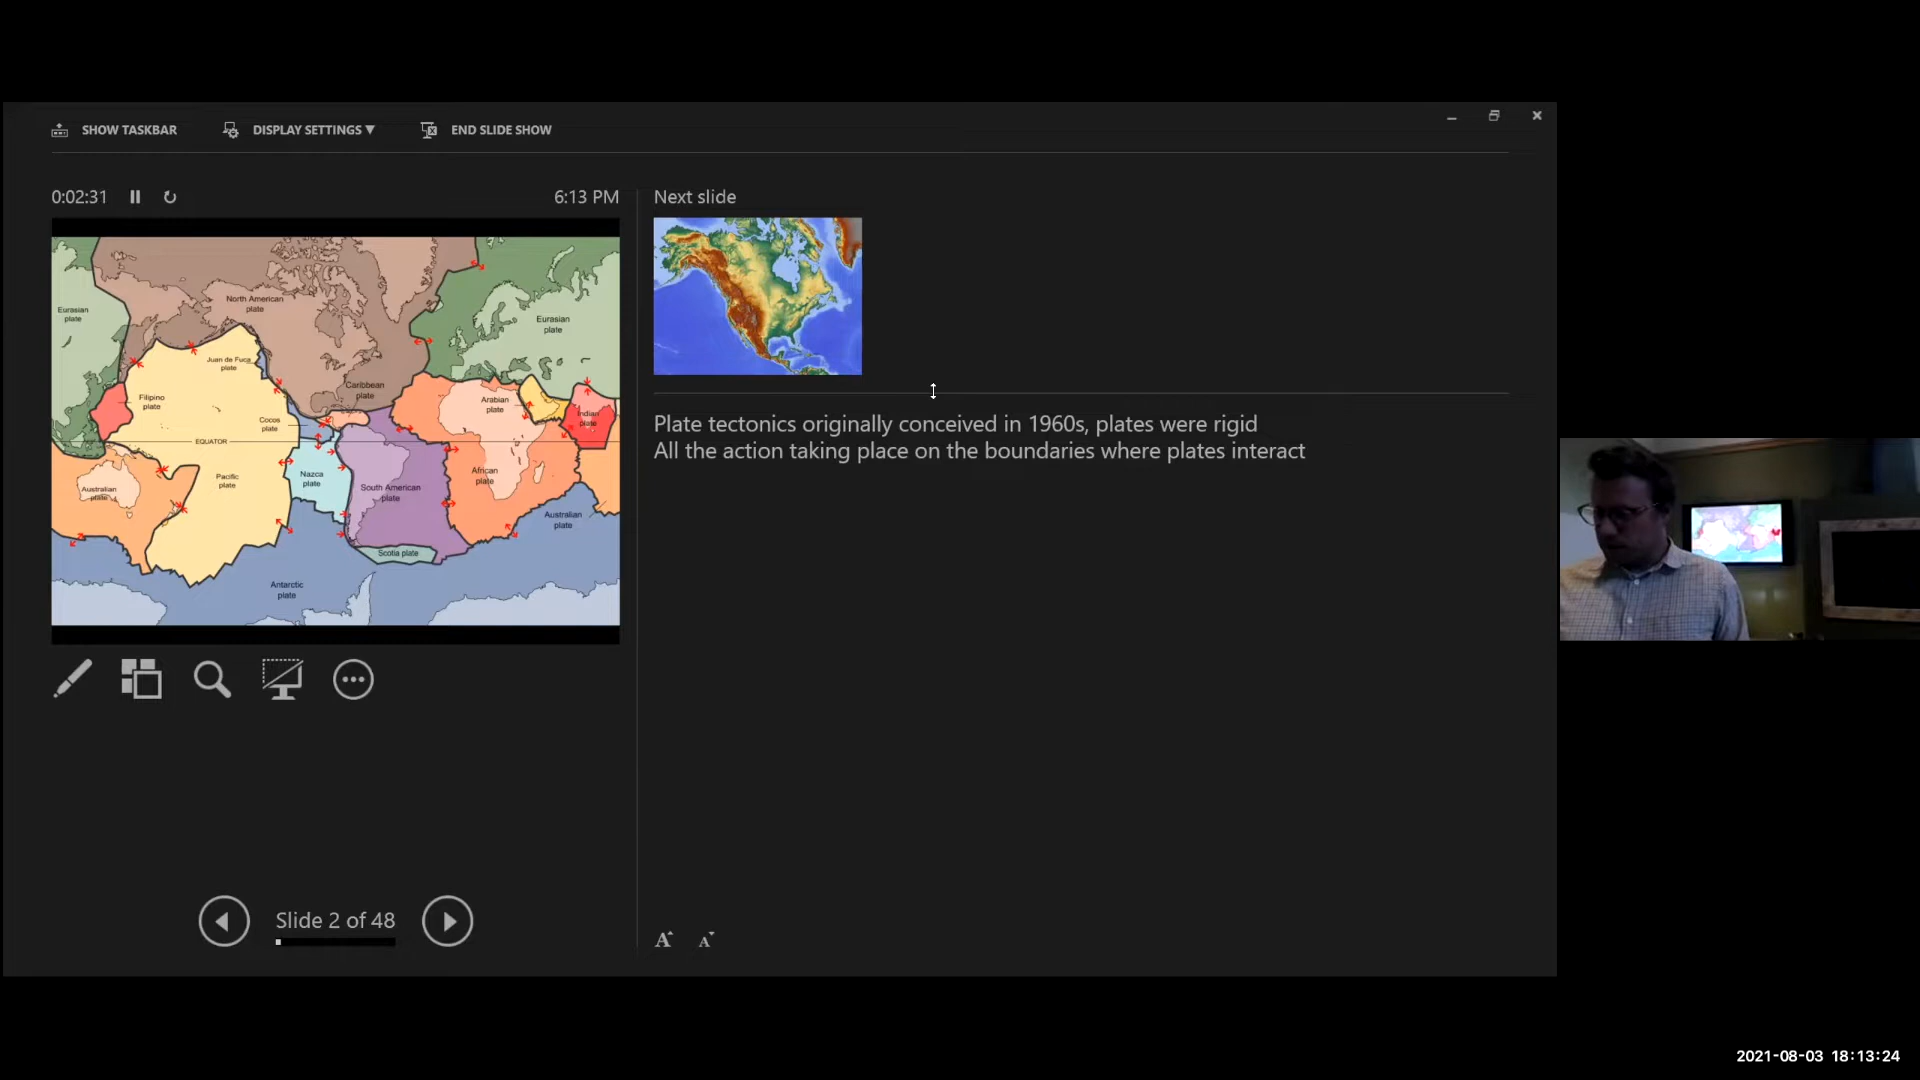 SHOW TASKBAR
DISPLAY SETTINGS ▼
END SLIDE SHOW
0:02:31
6:13 PM
Next slide
North American
plate
Eurasian
plate
Eurasian
plate
Juan de Fuca
plate
Caribbean
plate
Filipino
plate
Arabian
plate
Indian
plate
Cocos
plate
EQUATOR
Nazca
plate
African
plate
Pacific
plate
South American
plate
Australian
plate
Australian
plate
Scotia plate
Antarctic
plate
Plate tectonics originally conceived in 1960s, plates were rigid
All the action taking place on the boundaries where plates interact
Slide 2 of 48
A A
2021-08-03 18:13:24